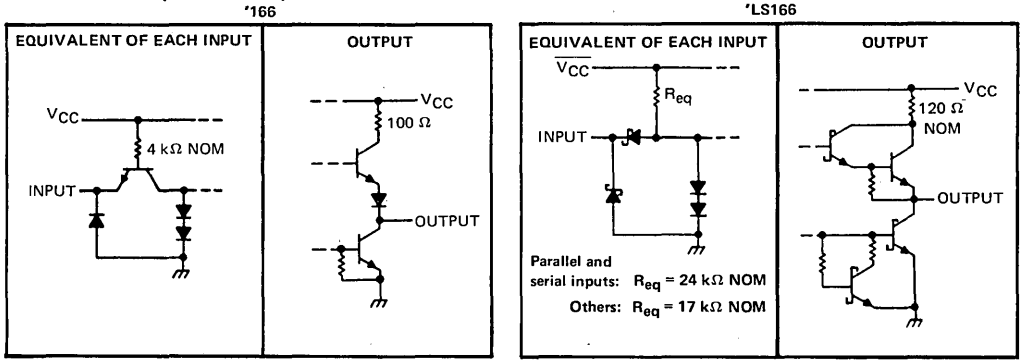 '166
EQUIVALENT OF EACH INPUT
OUTPUT
VCC
4 kΩ NOM
INPUT
VCC
100 Ω
OUTPUT
'LS166
EQUIVALENT OF EACH INPUT
OUTPUT
VCC
Req
INPUT
Parallel and
serial inputs: Req = 24 kΩ NOM
Others: Req = 17 kΩ NOM
VCC
120 Ω
NOM
OUTPUT